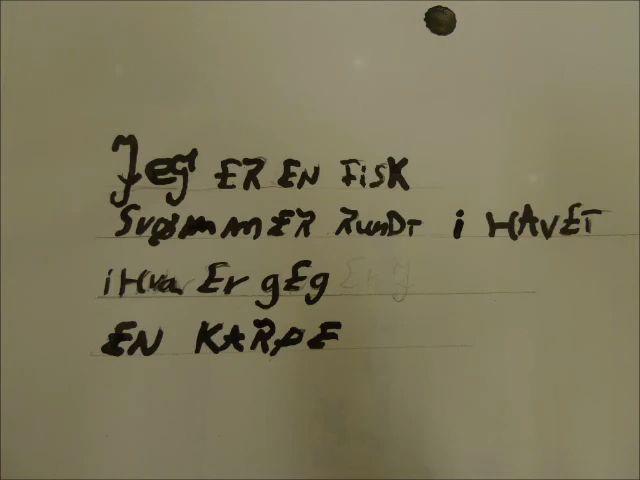 Jeg ER EN FisK
SvømmER RunDT i HAVET
iHva Er gEg
EN KARPE